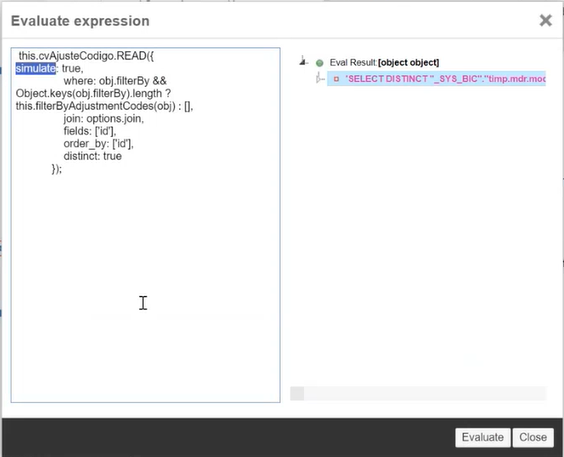 Evaluate expression
this.cvAjusteCodigo.READ({
simulate: true,
where: obj.filterBy &&
Object.keys(obj.filterBy).length ?
this.filterByAdjustmentCodes(obj) : [],
join: options.join,
fields: ['id'],
order_by: ['id'],
distinct: true
});
Eval Result:[object object]
'SELECT DISTINCT "_SYS_BIC"."timp.mdr.mod
Evaluate
Close